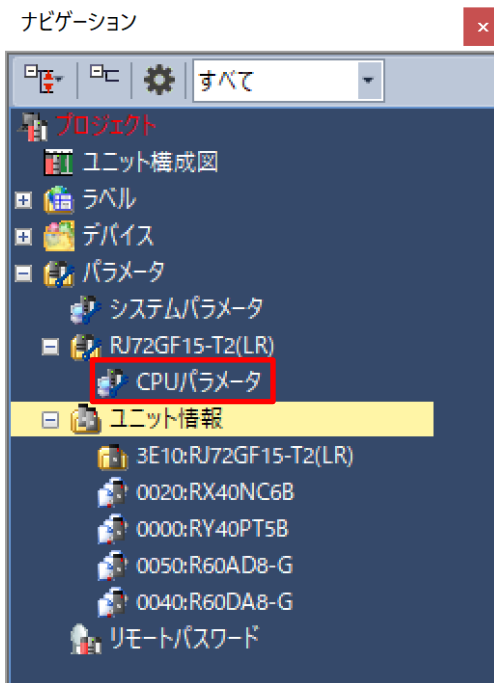 ナビゲーション
すべて
プロジェクト
ユニット構成図
ラベル
デバイス
パラメータ
システムパラメータ
RJ72GF15-T2(LR)
CPUパラメータ
ユニット情報
3E10:RJ72GF15-T2(LR)
0020:RX40NC6B
0000:RY40PT5B
0050:R60AD8-G
0040:R60DA8-G
リモートパスワード